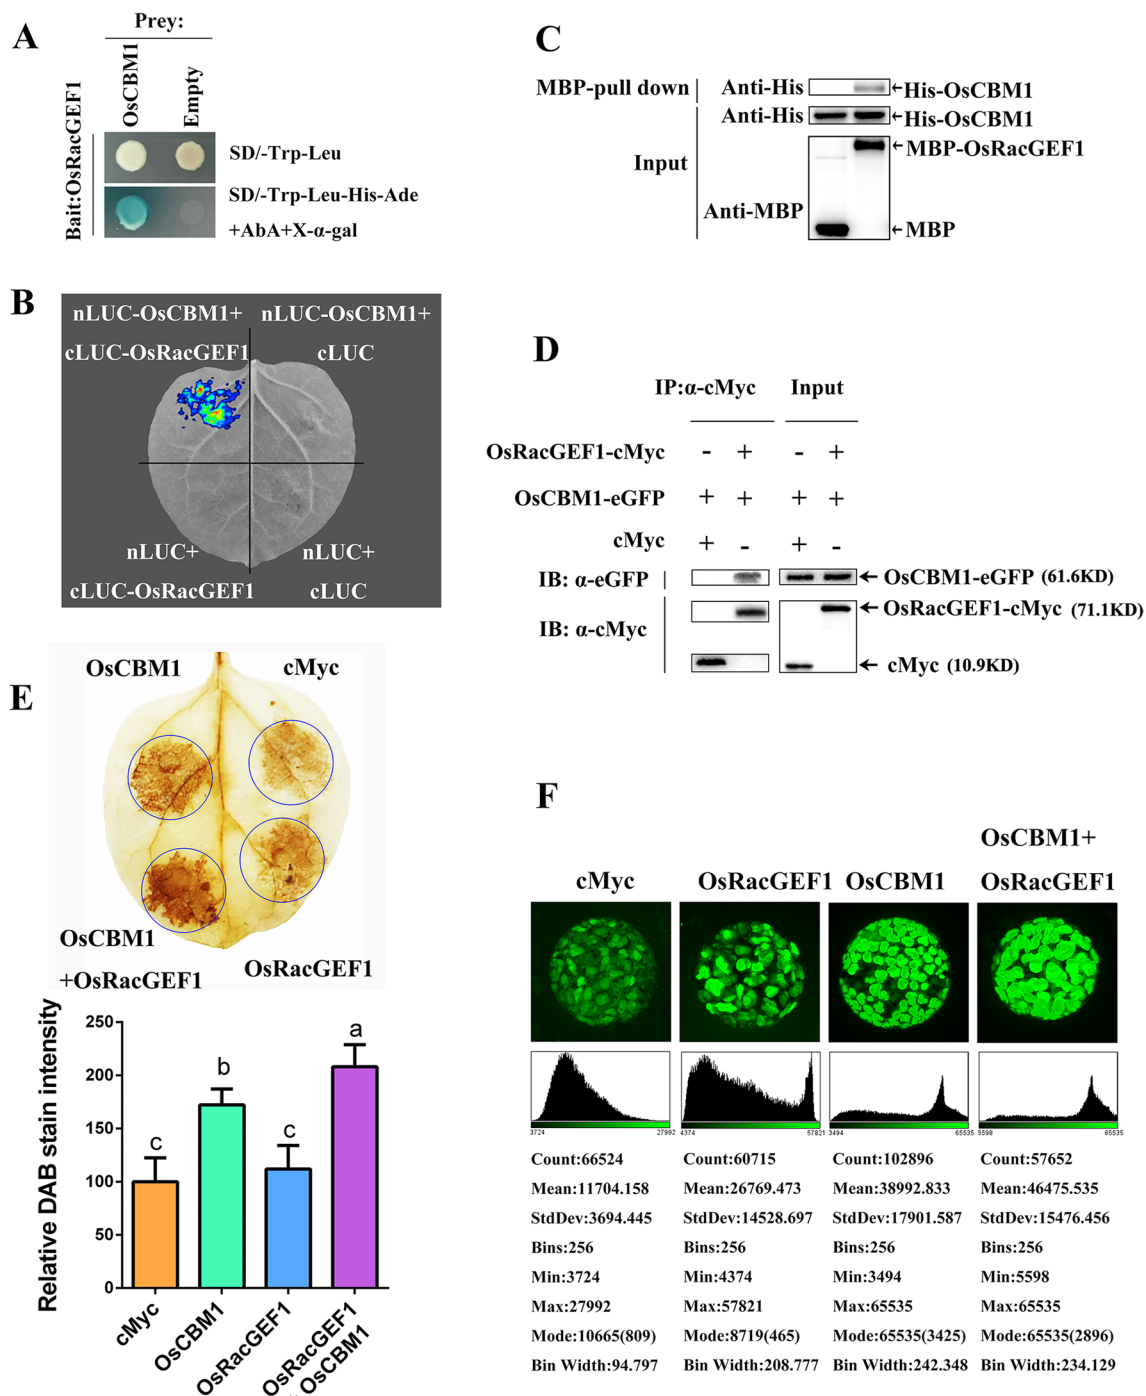 A
Prey:
OsCBM1
Empty
Bait:OsRacGEF1
SD/-Trp-Leu
SD/-Trp-Leu-His-Ade
+AbA+X-α-gal
B
nLUC-OsCBM1+
cLUC-OsRacGEF1
nLUC-OsCBM1+
cLUC
nLUC+
cLUC-OsRacGEF1
nLUC+
cLUC
C
MBP-pull down
Anti-His
His-OsCBM1
Input
Anti-His
His-OsCBM1
Anti-MBP
MBP-OsRacGEF1
MBP
D
IP:α-cMyc
Input
OsRacGEF1-cMyc - + - +
OsCBM1-eGFP + + + +
cMyc + - + -
IB: α-eGFP
OsCBM1-eGFP (61.6KD)
IB: α-cMyc
OsRacGEF1-cMyc (71.1KD)
cMyc (10.9KD)
E
OsCBM1
cMyc
OsCBM1
+OsRacGEF1
OsRacGEF1
Relative DAB stain intensity
250
200
150
100
50
0
c
b
c
a
cMyc
OsCBM1
OsRacGEF1
OsRacGEF1
OsCBM1
F
cMyc
OsRacGEF1
OsCBM1
OsCBM1+
OsRacGEF1
3724 27992
4374 57821
3494 65535
5598 65535
Count:66524
Mean:11704.158
StdDev:3694.445
Bins:256
Min:3724
Max:27992
Mode:10665(809)
Bin Width:94.797
Count:60715
Mean:26769.473
StdDev:14528.697
Bins:256
Min:4374
Max:57821
Mode:8719(465)
Bin Width:208.777
Count:102896
Mean:38992.833
StdDev:17901.587
Bins:256
Min:3494
Max:65535
Mode:65535(3425)
Bin Width:242.348
Count:57652
Mean:46475.535
StdDev:15476.456
Bins:256
Min:5598
Max:65535
Mode:65535(2896)
Bin Width:234.129